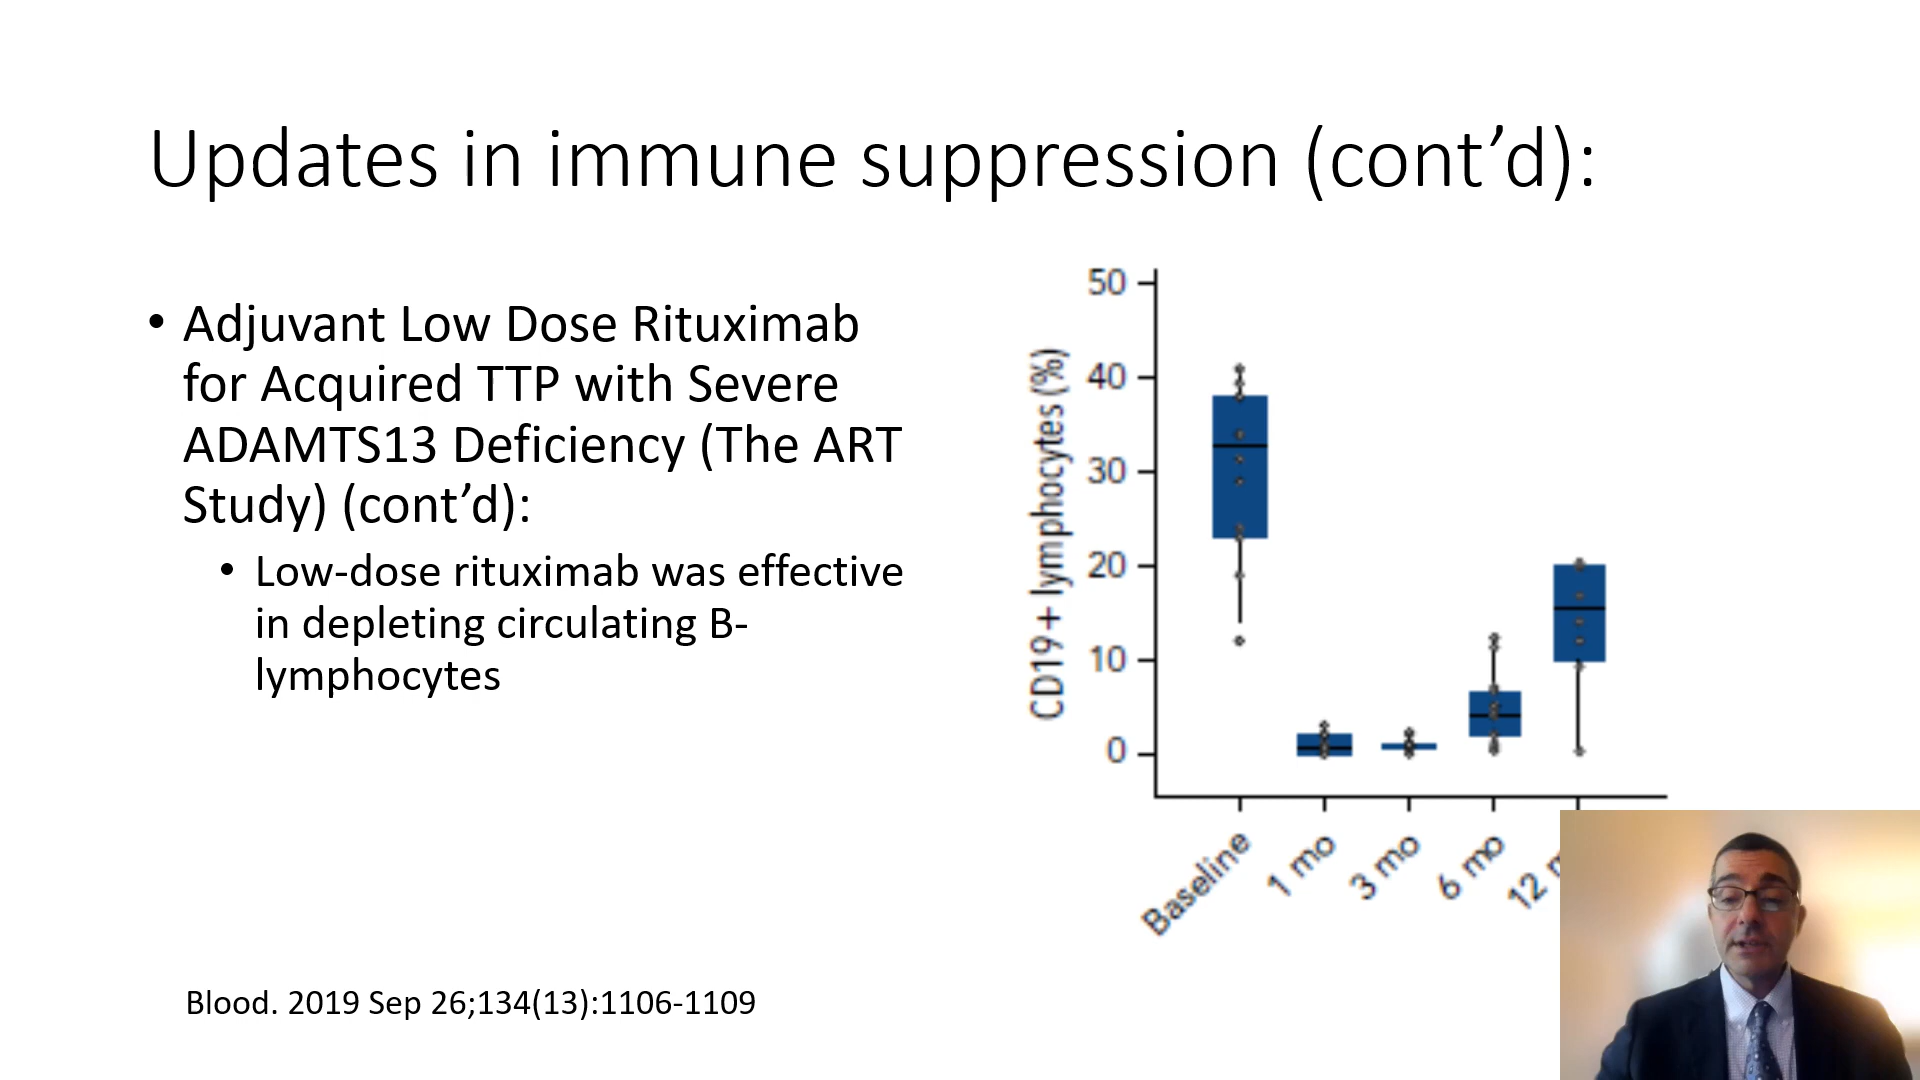 Updates in immune suppression (cont’d):
• Adjuvant Low Dose Rituximab
for Acquired TTP with Severe
ADAMTS13 Deficiency (The ART
Study) (cont’d):
• Low-dose rituximab was effective
in depleting circulating B-
lymphocytes
CD19+ lymphocytes (%)
50
40
30
20
10
0
Baseline
1 mo
3 mo
6 mo
12
Blood. 2019 Sep 26;134(13):1106-1109